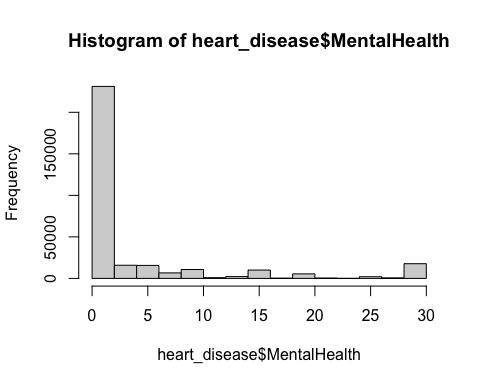 Histogram of heart_disease$MentalHealth
Frequency
150000
50000
0
0 5 10 15 20 25 30
heart_disease$MentalHealth